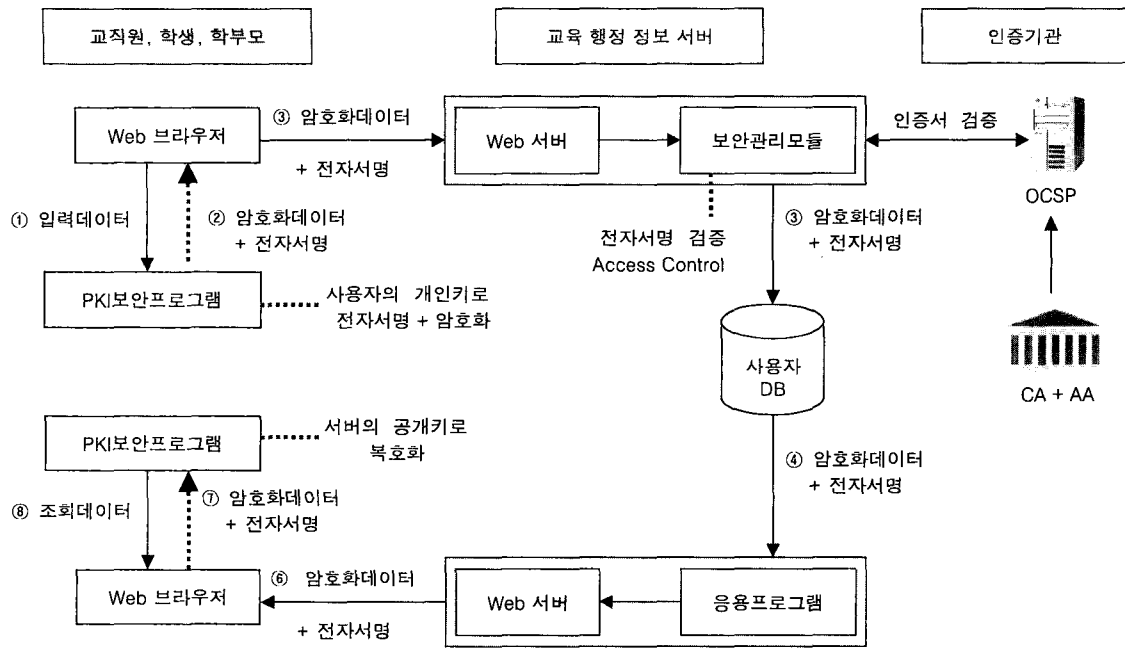 교직원, 학생, 학부모
교육 행정 정보 서버
인증기관
Web 브라우저
③ 암호화데이터
+ 전자서명
Web 서버
보안관리모듈
인증서 검증
OCSP
① 입력데이터
② 암호화데이터
+ 전자서명
전자서명 검증
Access Control
③ 암호화데이터
+ 전자서명
PKI보안프로그램
사용자의 개인키로
전자서명 + 암호화
사용자
DB
CA + AA
PKI보안프로그램
서버의 공개키로
복호화
④ 암호화데이터
+ 전자서명
⑧ 조회데이터
⑦ 암호화데이터
+ 전자서명
Web 브라우저
⑥ 암호화데이터
+ 전자서명
Web 서버
응용프로그램